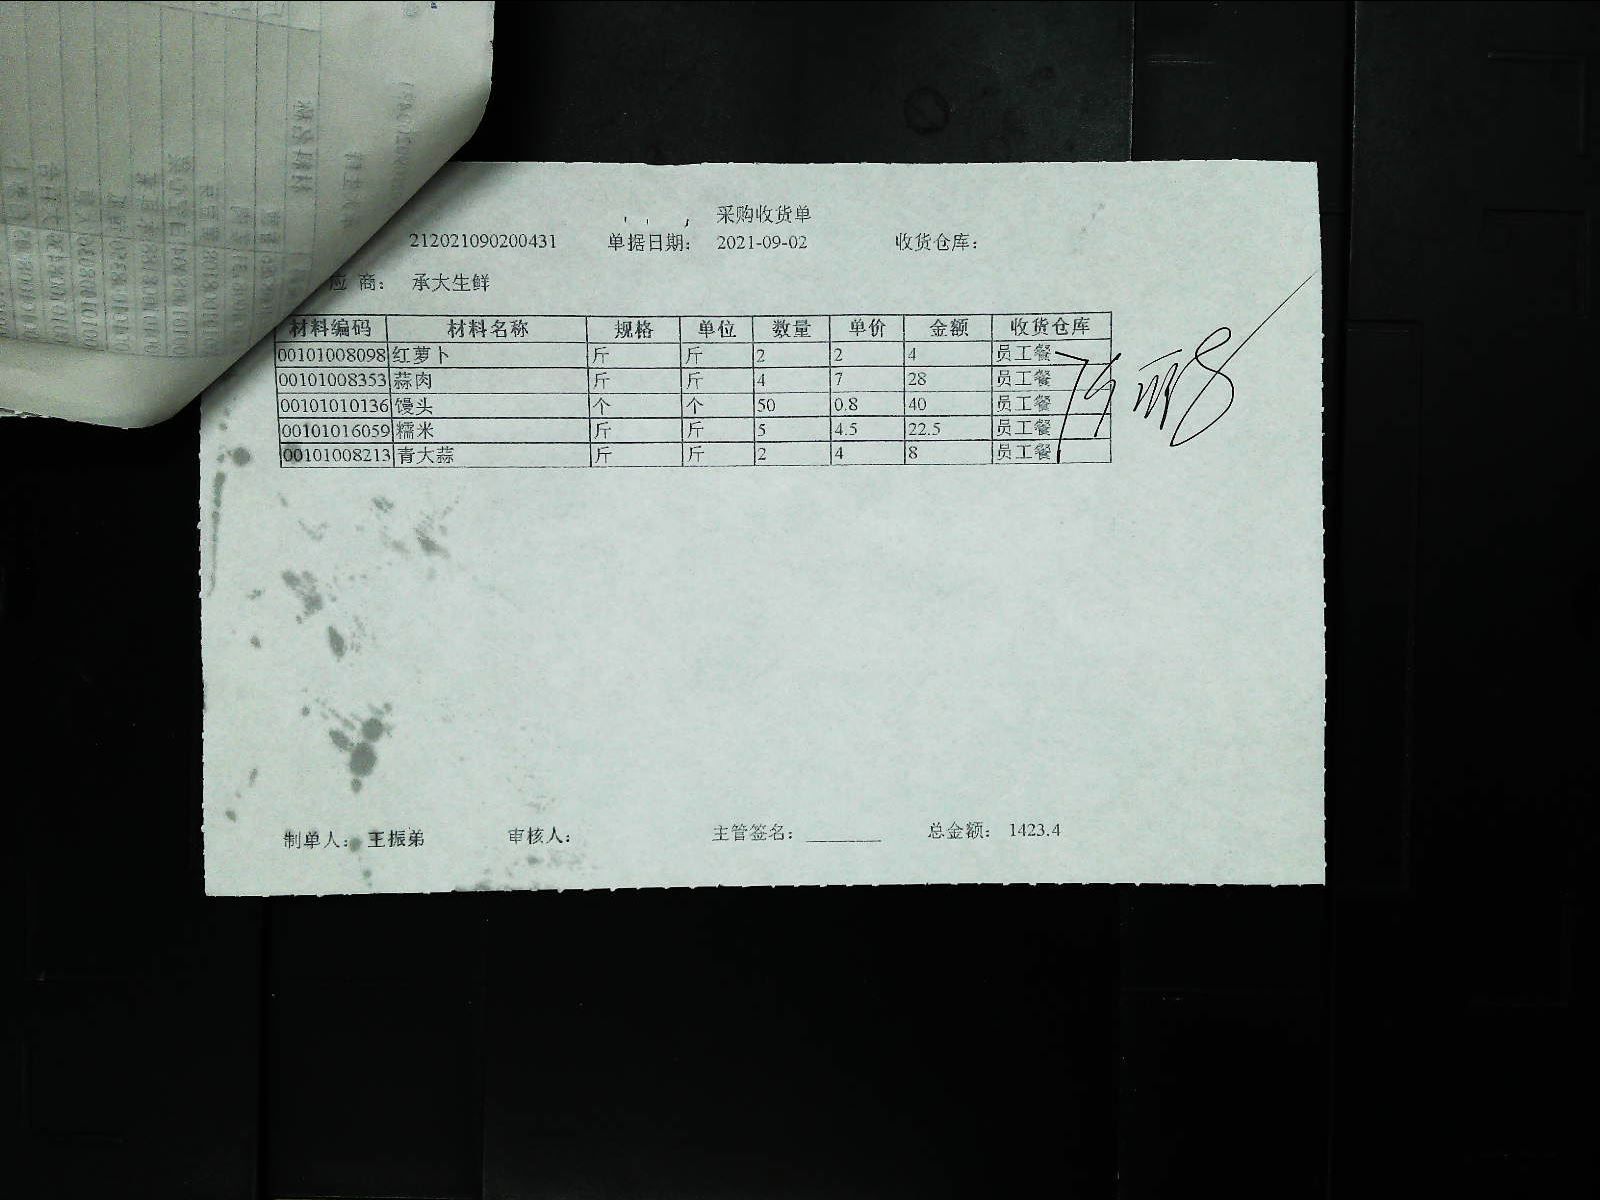 采购收货单
212021090200431 单据日期： 2021-09-02 收货仓库：
应 商： 承大生鲜
材料编码 材料名称 规格 单位 数量 单价 金额 收货仓库
00101008098 红萝卜 斤 斤 2 2 4 员工餐
00101008353 蒜肉 斤 斤 4 7 28 员工餐
00101010136 馒头 个 个 50 0.8 40 员工餐
00101016059 糯米 斤 斤 5 4.5 22.5 员工餐
00101008213 青大蒜 斤 斤 2 4 8 员工餐
制单人： 王振弟 审核人： 主管签名： 总金额： 1423.4